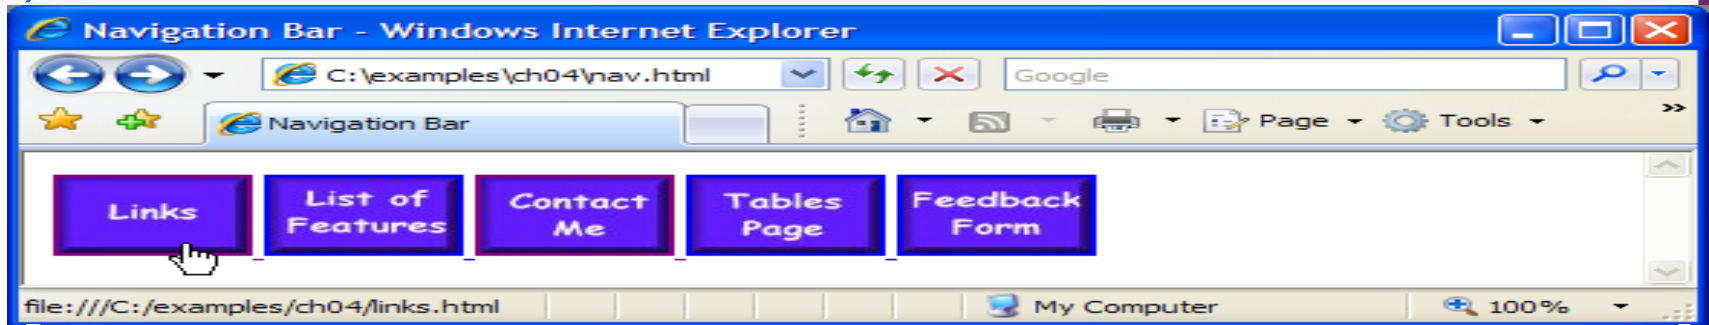 Navigation Bar - Windows Internet Explorer
C:\examples\ch04\nav.html
Google
Navigation Bar
Page
Tools
»
Links
List of
Features
Contact
Me
Tables
Page
Feedback
Form
file:///C:/examples/ch04/links.html
My Computer
100%